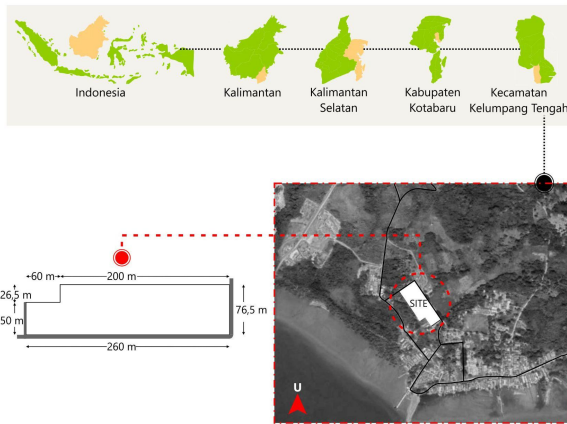 Indonesia
Kalimantan
Kalimantan
Selatan
Kabupaten
Kotabaru
Kecamatan
Kelumpang Tengah
60 m
200 m
26,5 m
50 m
76,5 m
260 m
SITE
U